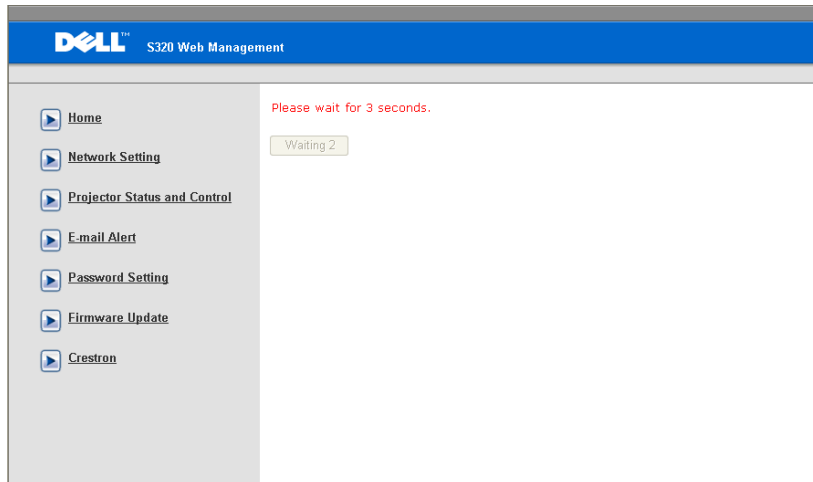 DELL™ S320 Web Management
Home
Network Setting
Projector Status and Control
E-mail Alert
Password Setting
Firmware Update
Crestron
Please wait for 3 seconds.
Waiting 2